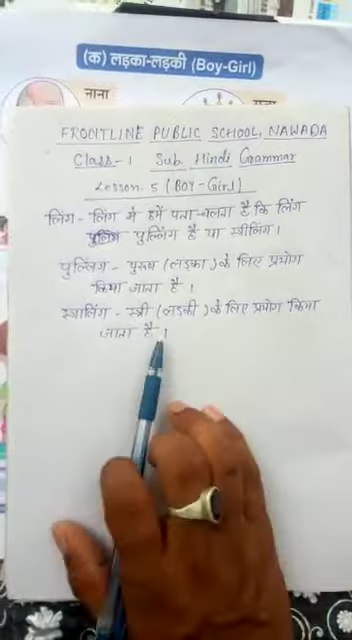 (क) लड़का-लड़की (Boy-Girl)
नाना
FRONTLINE PUBLIC SCHOOL, NAWADA
Class-1 Sub. Hindi Grammar
Lesson. 5 (BOY-Girl)
लिंग - लिंग से हमें पता चलता है कि लिंग
पुल्लिंग है या स्त्रीलिंग।
पुल्लिंग - पुरुष (लड़का) के लिए प्रयोग
किया जाता है।
स्त्रीलिंग - स्त्री (लड़की) के लिए प्रयोग किया
जाता है।